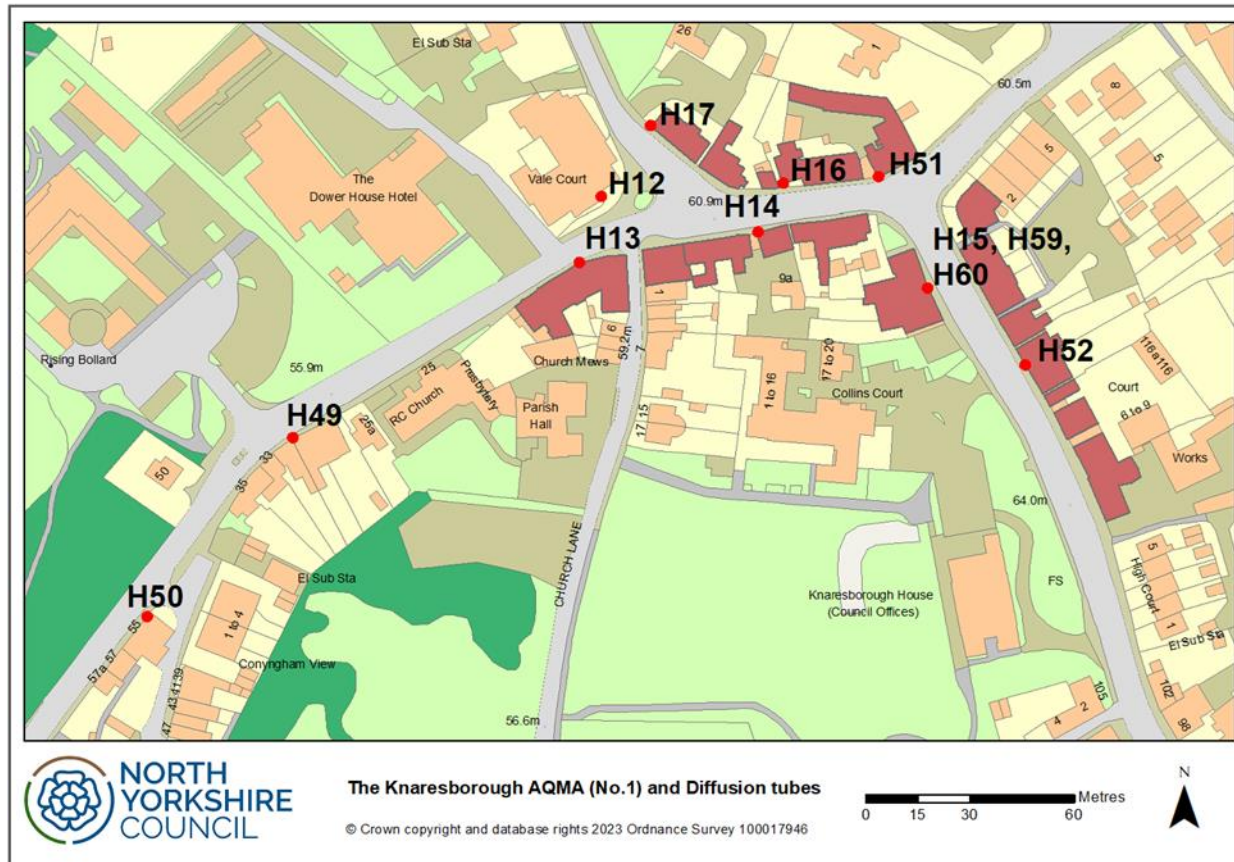 El Sub Sta
26
1
60.5m
8
H17
The
Dower House Hotel
Vale Court
H12
H16
H51
5
5
2
60.9m
H14
H13
H15, H59,
H60
9a
1
6
59.2m
7
Rising Bollard
Church Mews
H52
116a116
55.9m
25
RC Church
Presbytery
Parish
Hall
17 to 20
1 to 16
Collins Court
Court
6 to 9
H49
25a
17 15
Works
50
33
35
64.0m
El Sub Sta
CHURCH LANE
Knaresborough House
(Council Offices)
FS
5
High Court
1
El Sub Sta
H50
55
1 to 4
57a 57
Conyngham View
43 41 39
47
56.6m
105
2
4
102
98
NORTH
YORKSHIRE
COUNCIL
The Knaresborough AQMA (No.1) and Diffusion tubes
© Crown copyright and database rights 2023 Ordnance Survey 100017946
Metres
0 15 30 60
N